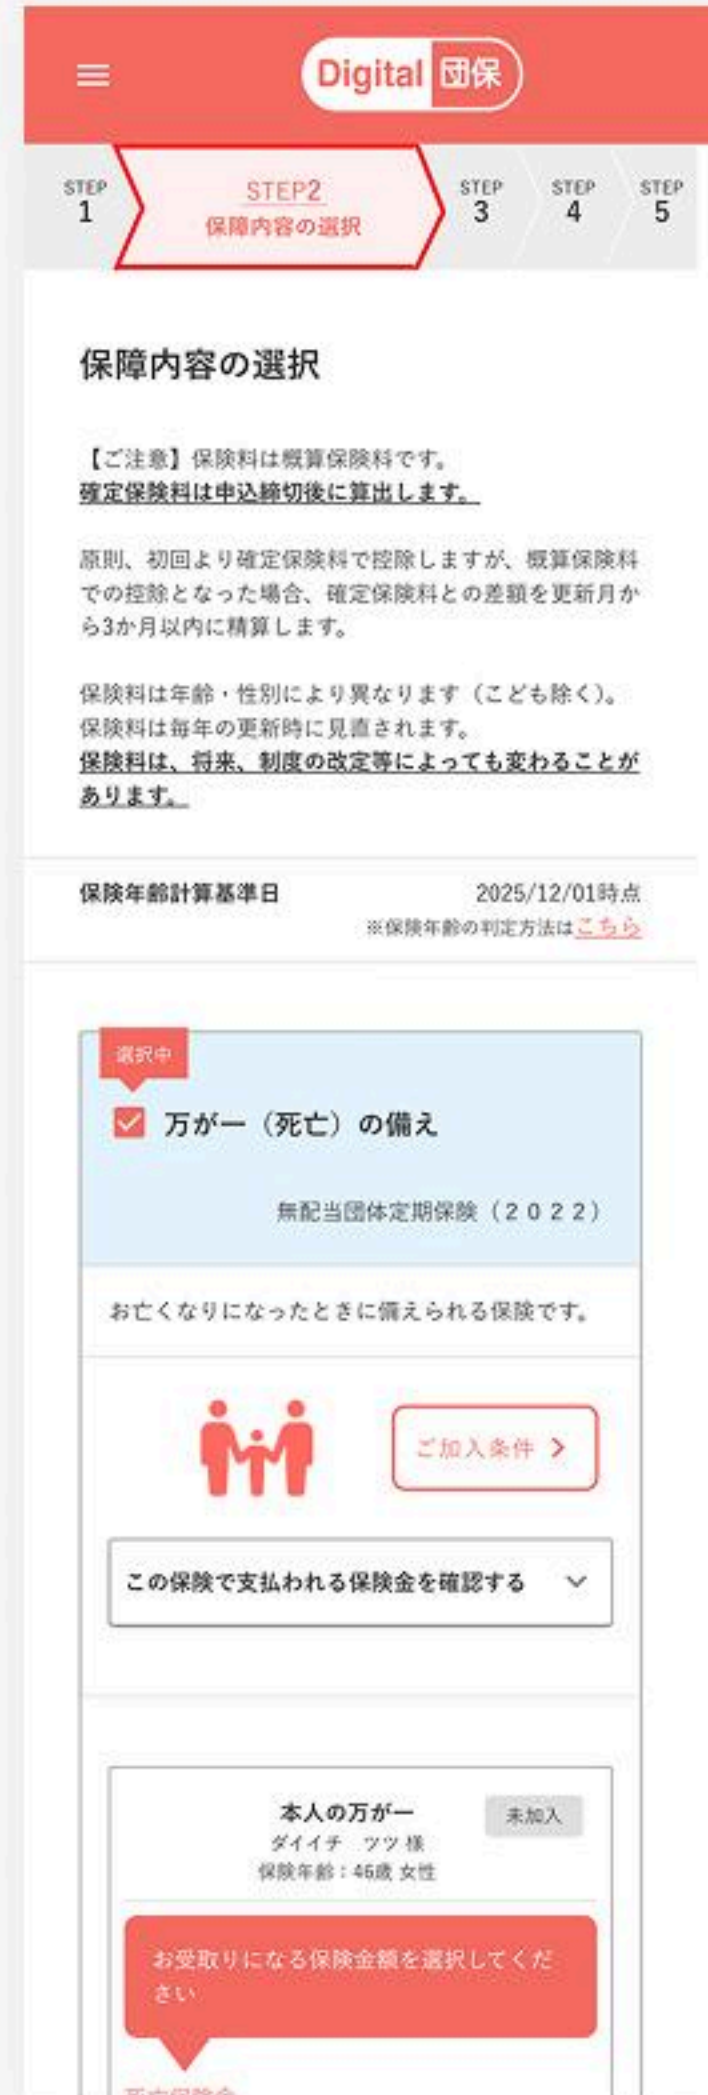 Digital 団保
STEP
1
STEP2
保障内容の選択
STEP
3
STEP
4
STEP
5
保障内容の選択
【ご注意】保険料は概算保険料です。
確定保険料は申込締切後に算出します。
原則、初回より確定保険料で控除しますが、概算保険料
での控除となった場合、確定保険料との差額を更新月か
ら3か月以内に精算します。
保険料は年齢・性別により異なります（こども除く）。
保険料は毎年の更新時に見直されます。
保険料は、将来、制度の改定等によっても変わることが
あります。
保険年齢計算基準日
2025/12/01時点
※保険年齢の判定方法はこちら
選択中
万が一（死亡）の備え
無配当団体定期保険（２０２２）
お亡くなりになったときに備えられる保険です。
ご加入条件
この保険で支払われる保険金を確認する
本人の万が一
未加入
ダイイチ　ツツ 様
保険年齢：46歳 女性
お受取りになる保険金額を選択してくだ
さい
死亡保険金